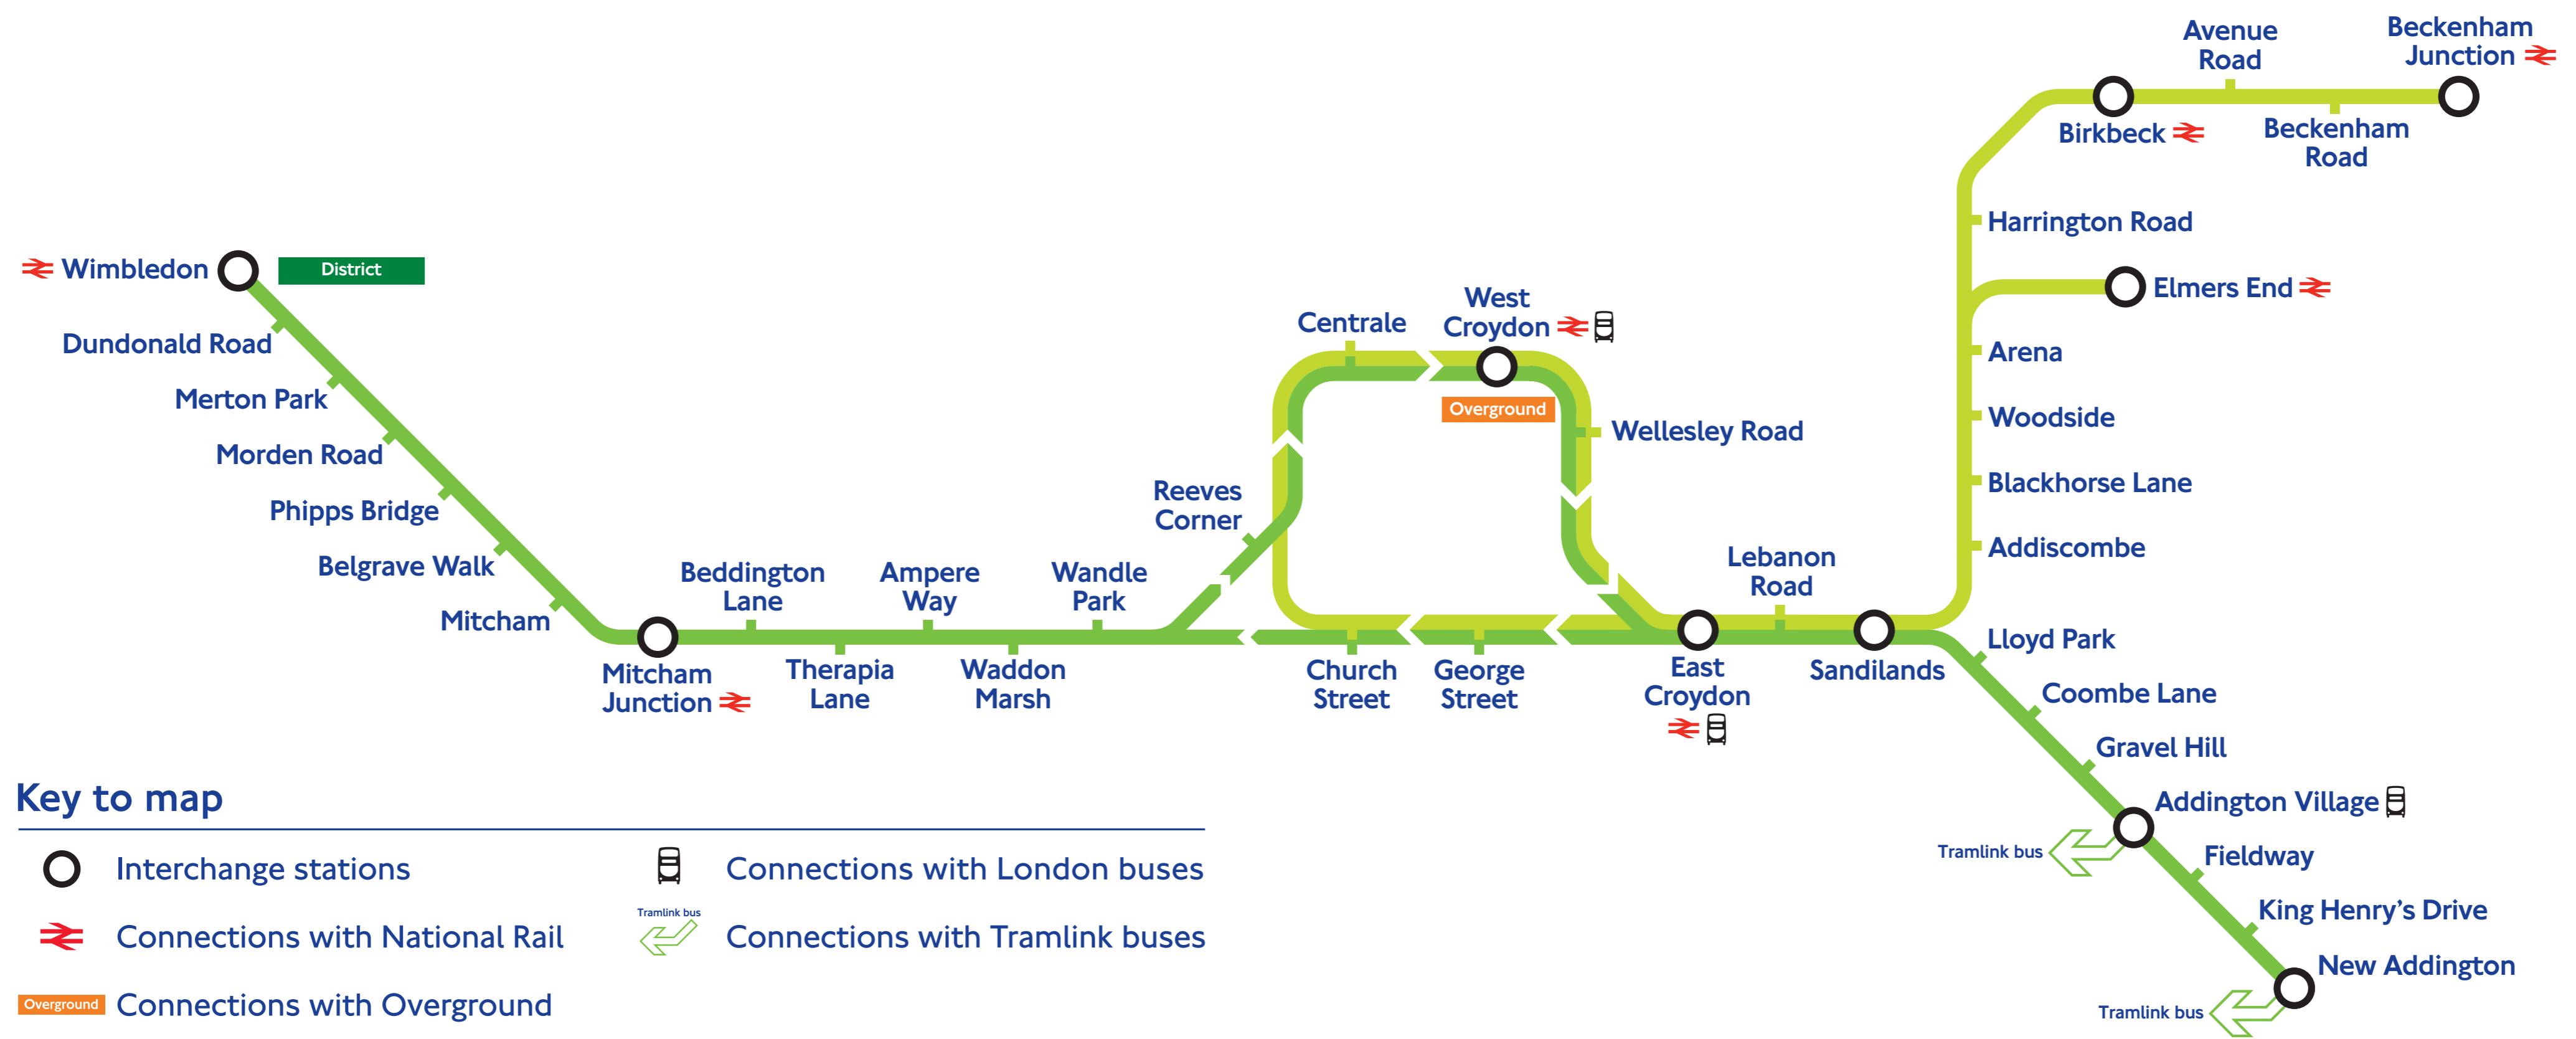 Wimbledon
District
Dundonald Road
Merton Park
Morden Road
Phipps Bridge
Belgrave Walk
Mitcham
Mitcham
Junction
Beddington
Lane
Therapia
Lane
Ampere
Way
Waddon
Marsh
Wandle
Park
Reeves
Corner
Centrale
West
Croydon
Overground
Wellesley Road
Church
Street
George
Street
East
Croydon
Lebanon
Road
Sandilands
Addiscombe
Blackhorse Lane
Woodside
Arena
Elmers End
Harrington Road
Birkbeck
Avenue
Road
Beckenham
Road
Beckenham
Junction
Lloyd Park
Coombe Lane
Gravel Hill
Addington Village
Tramlink bus
Fieldway
King Henry’s Drive
New Addington
Tramlink bus
Key to map
Interchange stations
Connections with National Rail
Overground
Connections with Overground
Connections with London buses
Tramlink bus
Connections with Tramlink buses